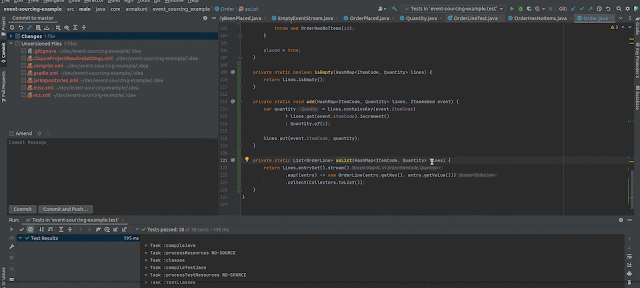 event-sourcing-example src main java com armakuni event_sourcing_example Order asList
Tests in 'event-sourcing-example.test'
Commit to master
EmptyEventStream.java OrderPlaced.java Quantity.java OrderLineTest.java OrderHasNoItems.java Order.java
Changes 1 file
Unversioned Files 7 files
.gitignore ~/dev/event-sourcing-example/.idea
~/dev/event-sourcing-example/.idea
compiler.xml ~/dev/event-sourcing-example/.idea
gradle.xml ~/dev/event-sourcing-example/.idea
jarRepositories.xml ~/dev/event-sourcing-example/.idea
misc.xml ~/dev/event-sourcing-example/.idea
vcs.xml ~/dev/event-sourcing-example/.idea
Amend
Commit Message
Commit Commit and Push...
throw new OrderHasNoItems(id);
}
placed = true;
}
private static boolean isEmpty(HashMap<ItemCode, Quantity> lines) {
return lines.isEmpty();
}
private static void add(HashMap<ItemCode, Quantity> lines, ItemAdded event) {
var quantity = lines.containsKey(event.itemCode)
? lines.get(event.itemCode).increment()
: Quantity.of(1);
lines.put(event.itemCode, quantity);
}
private static List<OrderLine> asList(HashMap<ItemCode, Quantity> lines) {
return lines.entrySet().stream()
.map((entry) -> new OrderLine(entry.getKey(), entry.getValue()))
.collect(Collectors.toList());
}
}
Run: Tests in 'event-sourcing-example.test'
Tests passed: 38 of 38 tests – 195 ms
Test Results 195 ms
> Task :compileJava
> Task :processResources NO-SOURCE
> Task :classes
> Task :compileTestJava
> Task :processTestResources NO-SOURCE
> Task :testClasses